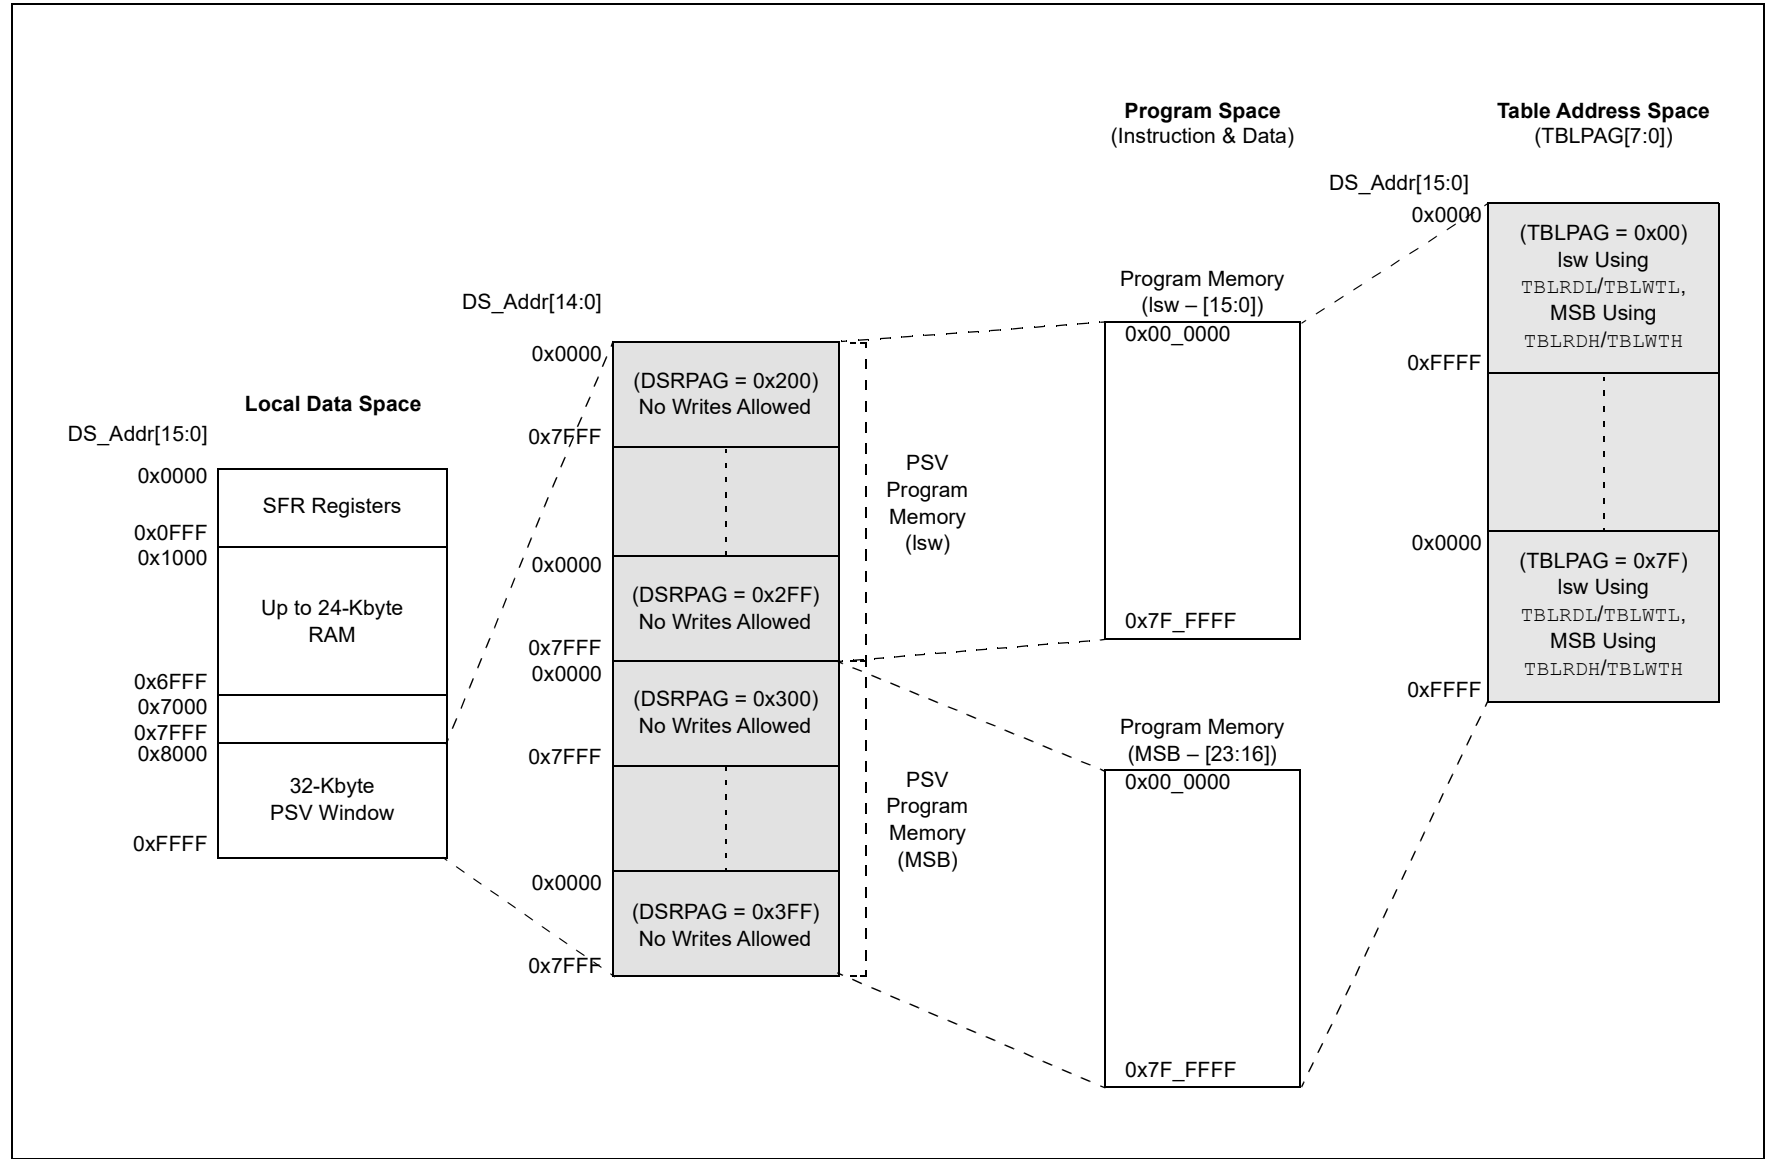 Program Space
(Instruction & Data)
Table Address Space
(TBLPAG[7:0])
DS_Addr[15:0]
0x0000
(TBLPAG = 0x00)
lsw Using
TBLRDL/TBLWTL,
MSB Using
TBLRDH/TBLWTH
0xFFFF
0x0000
(TBLPAG = 0x7F)
lsw Using
TBLRDL/TBLWTL,
MSB Using
TBLRDH/TBLWTH
0xFFFF
Program Memory
(lsw – [15:0])
0x00_0000
0x7F_FFFF
Program Memory
(MSB – [23:16])
0x00_0000
0x7F_FFFF
DS_Addr[14:0]
0x0000
(DSRPAG = 0x200)
No Writes Allowed
0x7FFF
0x0000
(DSRPAG = 0x2FF)
No Writes Allowed
0x7FFF
0x0000
(DSRPAG = 0x300)
No Writes Allowed
0x7FFF
0x0000
(DSRPAG = 0x3FF)
No Writes Allowed
0x7FFF
PSV
Program
Memory
(lsw)
PSV
Program
Memory
(MSB)
Local Data Space
DS_Addr[15:0]
0x0000
SFR Registers
0x0FFF
0x1000
Up to 24-Kbyte
RAM
0x6FFF
0x7000
0x7FFF
0x8000
32-Kbyte
PSV Window
0xFFFF